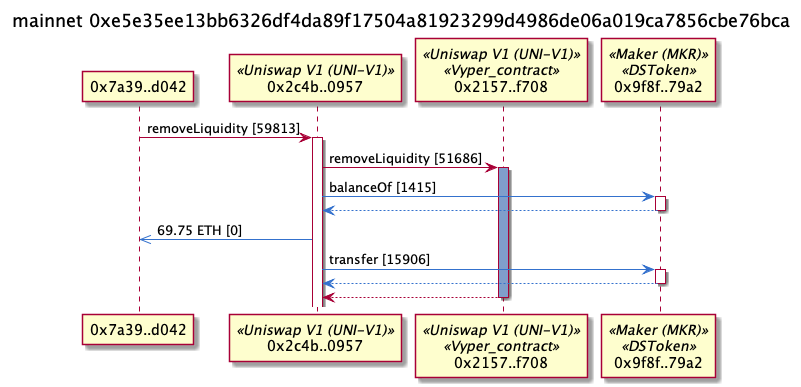 mainnet 0xe5e35ee13bb6326df4da89f17504a81923299d4986de06a019ca7856cbe76bca
0x7a39..d042
«Uniswap V1 (UNI-V1)»
0x2c4b..0957
«Uniswap V1 (UNI-V1)»
«Vyper_contract»
0x2157..f708
«Maker (MKR)»
«DSToken»
0x9f8f..79a2
removeLiquidity [59813]
removeLiquidity [51686]
balanceOf [1415]
69.75 ETH [0]
transfer [15906]
0x7a39..d042
«Uniswap V1 (UNI-V1)»
0x2c4b..0957
«Uniswap V1 (UNI-V1)»
«Vyper_contract»
0x2157..f708
«Maker (MKR)»
«DSToken»
0x9f8f..79a2